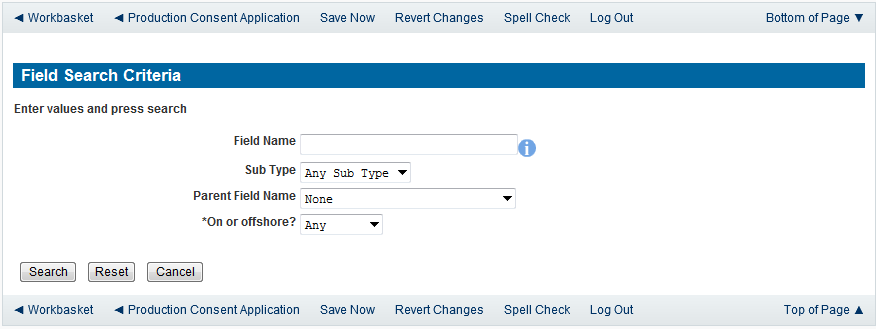 ◄ Workbasket ◄ Production Consent Application Save Now Revert Changes Spell Check Log Out Bottom of Page ▼
Field Search Criteria
Enter values and press search
Field Name i
Sub Type Any Sub Type
Parent Field Name None
*On or offshore? Any
Search Reset Cancel
◄ Workbasket ◄ Production Consent Application Save Now Revert Changes Spell Check Log Out Top of Page ▲